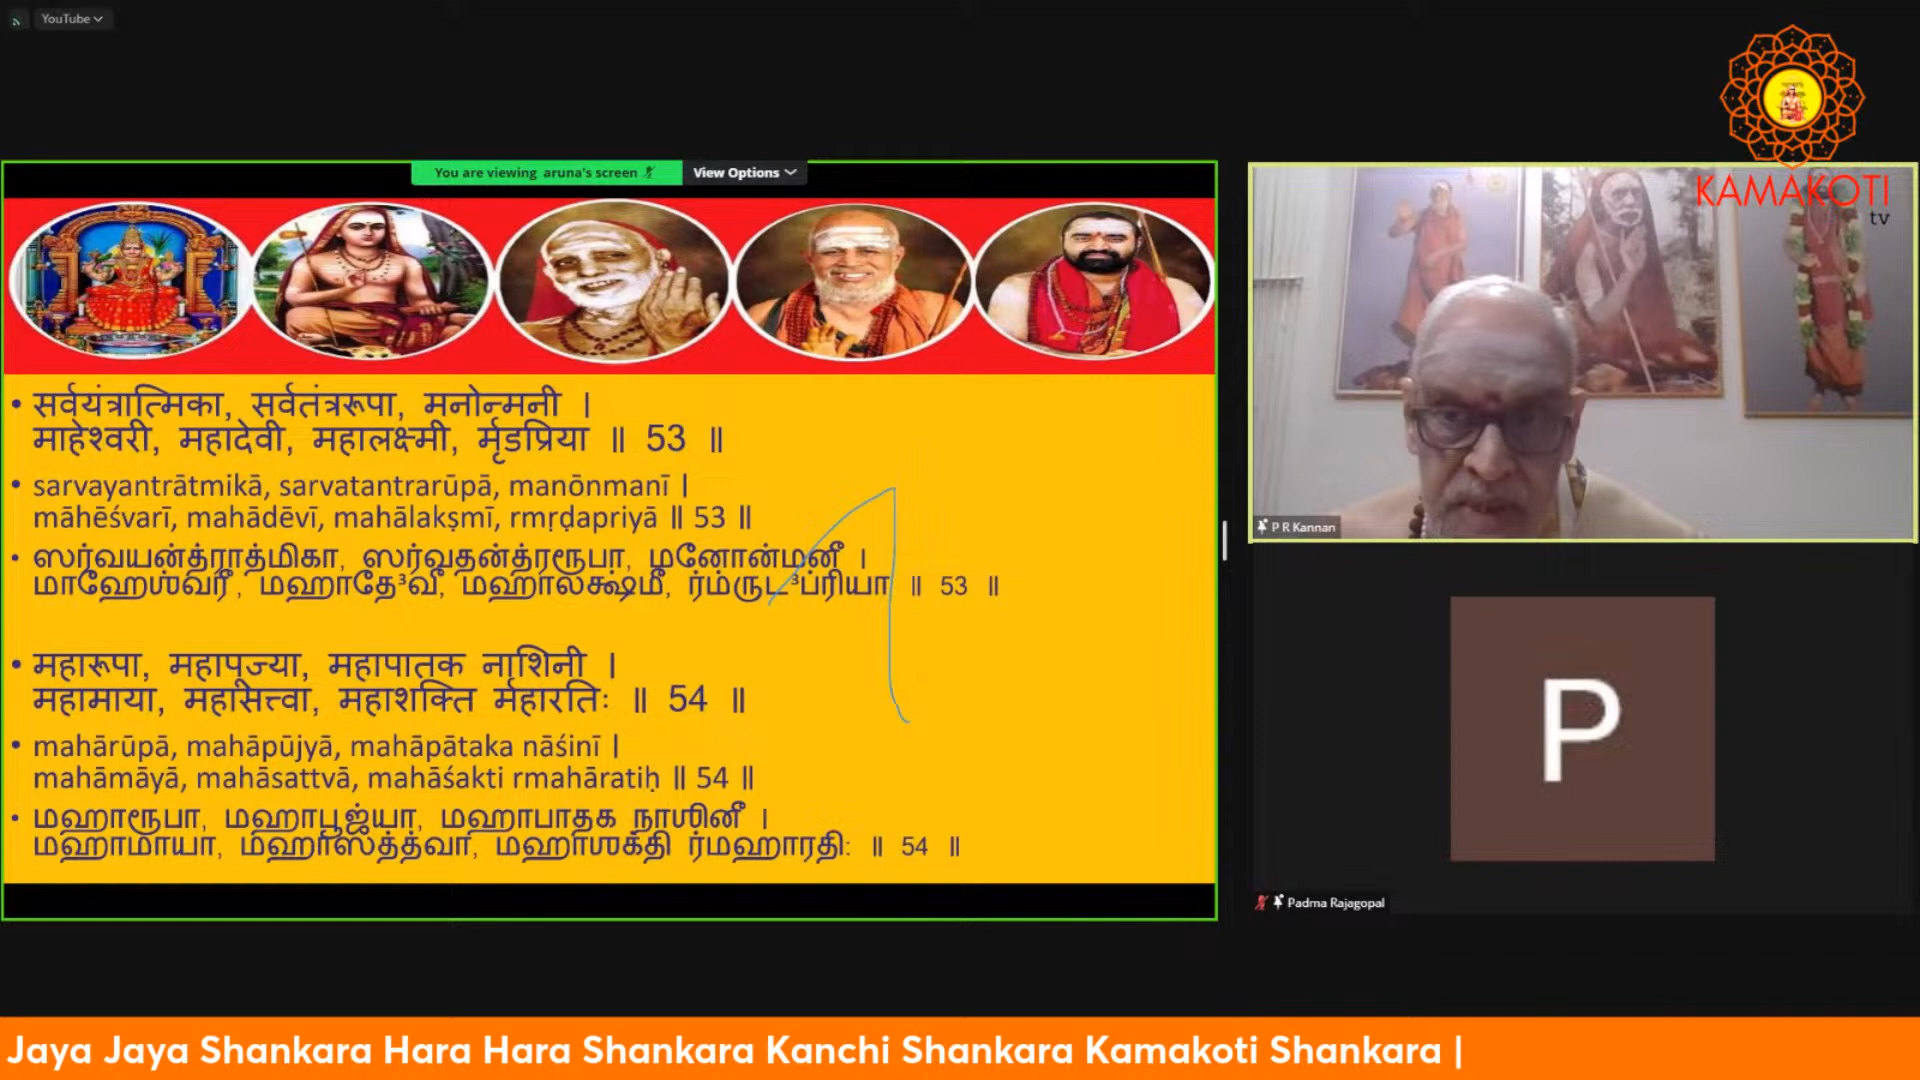 YouTube
KAMAKOTI
tv
You are viewing aruna's screen
View Options
• सर्वयंत्रात्मिका, सर्वतंत्ररूपा, मनोन्मनी ।
माहेश्वरी, महादेवी, महालक्ष्मी, र्मृडप्रिया ॥ 53 ॥
• sarvayantrātmikā, sarvatantrarūpā, manōnmanī |
māhēśvarī, mahādēvī, mahālakṣmī, rmṛḍapriyā ॥ 53 ॥
• ஸர்வயன்த்ராத்மிகா, ஸர்வதன்த்ரரூபா, மனோன்மனீ ।
மாஹேஶ்வரீ, மஹாதே³வீ, மஹாலக்ஷ்மீ, ர்ம்ருட³ப்ரியா ॥ 53 ॥
• महारूपा, महापूज्या, महापातक नाशिनी ।
महामाया, महासत्त्वा, महाशक्ति र्महारतिः ॥ 54 ॥
• mahārūpā, mahāpūjyā, mahāpātaka nāśinī |
mahāmāyā, mahāsattvā, mahāśakti rmahāratiḥ ॥ 54 ॥
• மஹாரூபா, மஹாபூஜ்யா, மஹாபாதக நாஶினீ ।
மஹாமாயா, மஹாஸத்த்வா, மஹாஶக்தி ர்மஹாரதி: ॥ 54 ॥
P R Kannan
P
Padma Rajagopal
Jaya Jaya Shankara Hara Hara Shankara Kanchi Shankara Kamakoti Shankara |